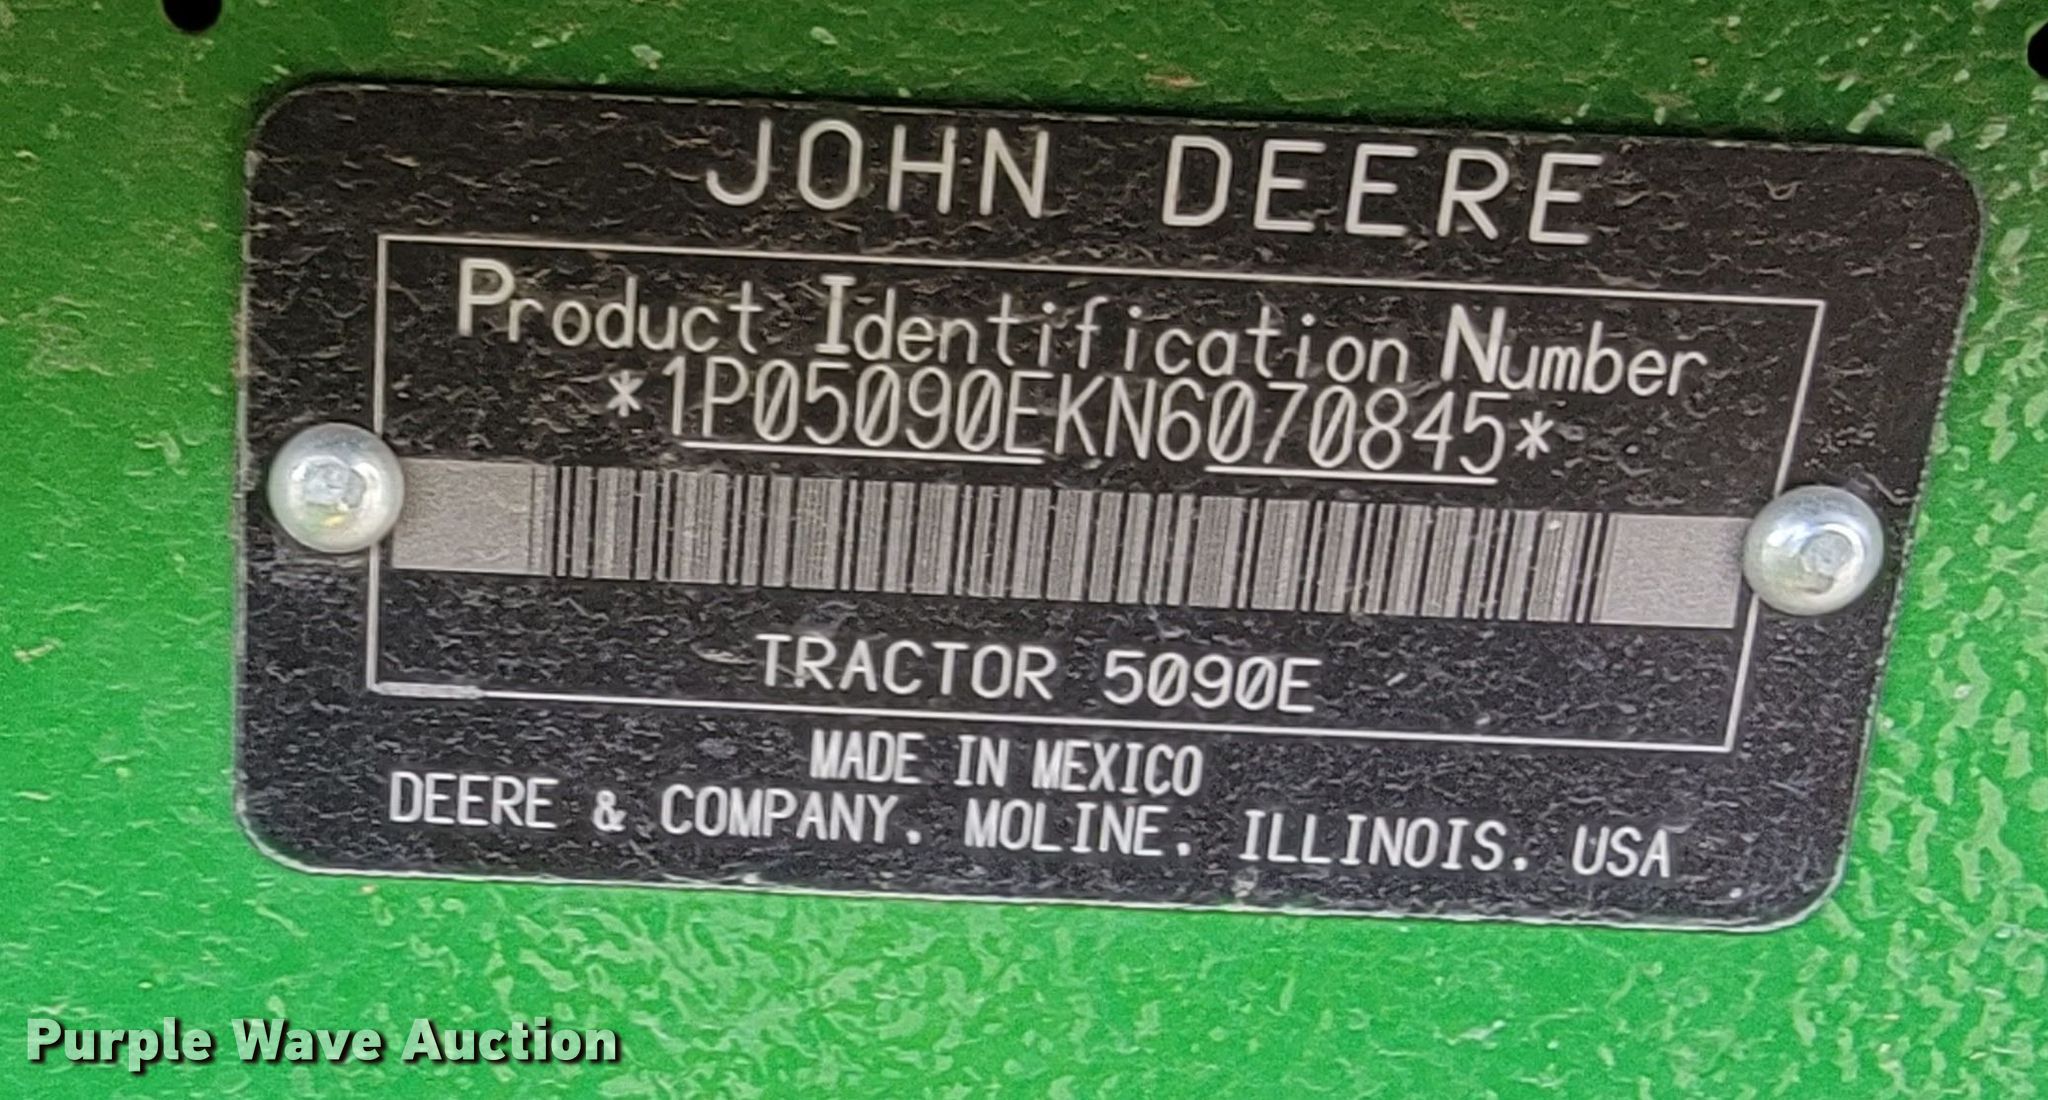 JOHN DEERE
Product Identification Number
*1P05090EKN6070845*
TRACTOR 5090E
MADE IN MEXICO
DEERE & COMPANY, MOLINE, ILLINOIS, USA
Purple Wave Auction